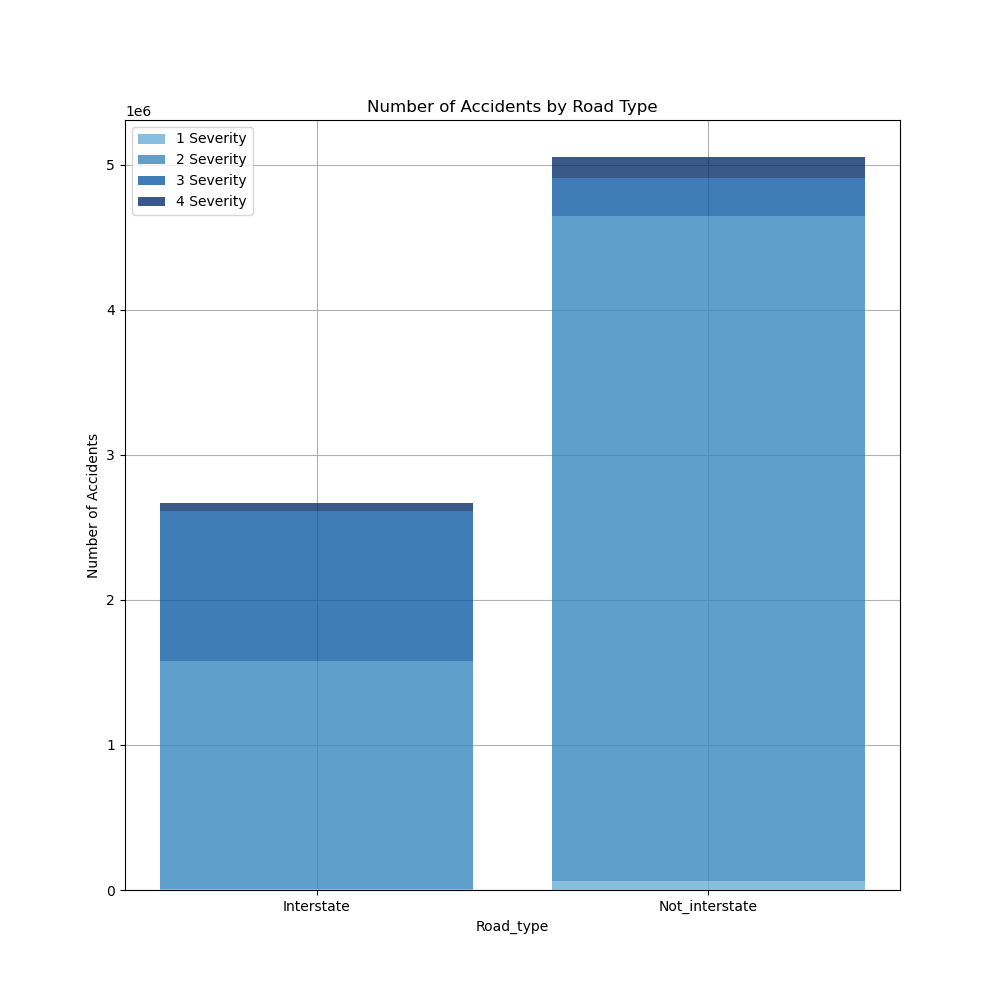 Number of Accidents by Road Type
1e6
1 Severity
2 Severity
3 Severity
4 Severity
5
4
3
2
1
0
Number of Accidents
Interstate
Not_interstate
Road_type